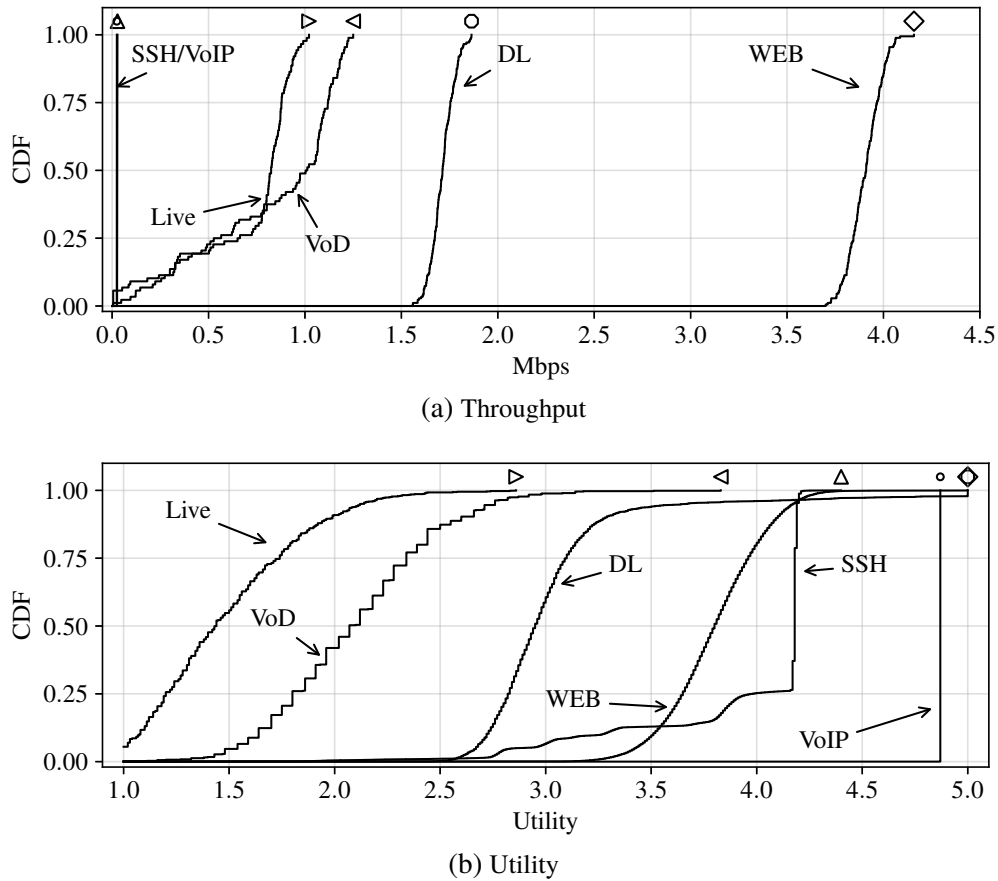 1.00
0.75
0.50
0.25
0.00
CDF
SSH/VoIP
Live
VoD
DL
WEB
0.0 0.5 1.0 1.5 2.0 2.5 3.0 3.5 4.0 4.5
Mbps
(a) Throughput
1.00
0.75
0.50
0.25
0.00
CDF
Live
VoD
DL
SSH
WEB
VoIP
1.0 1.5 2.0 2.5 3.0 3.5 4.0 4.5 5.0
Utility
(b) Utility